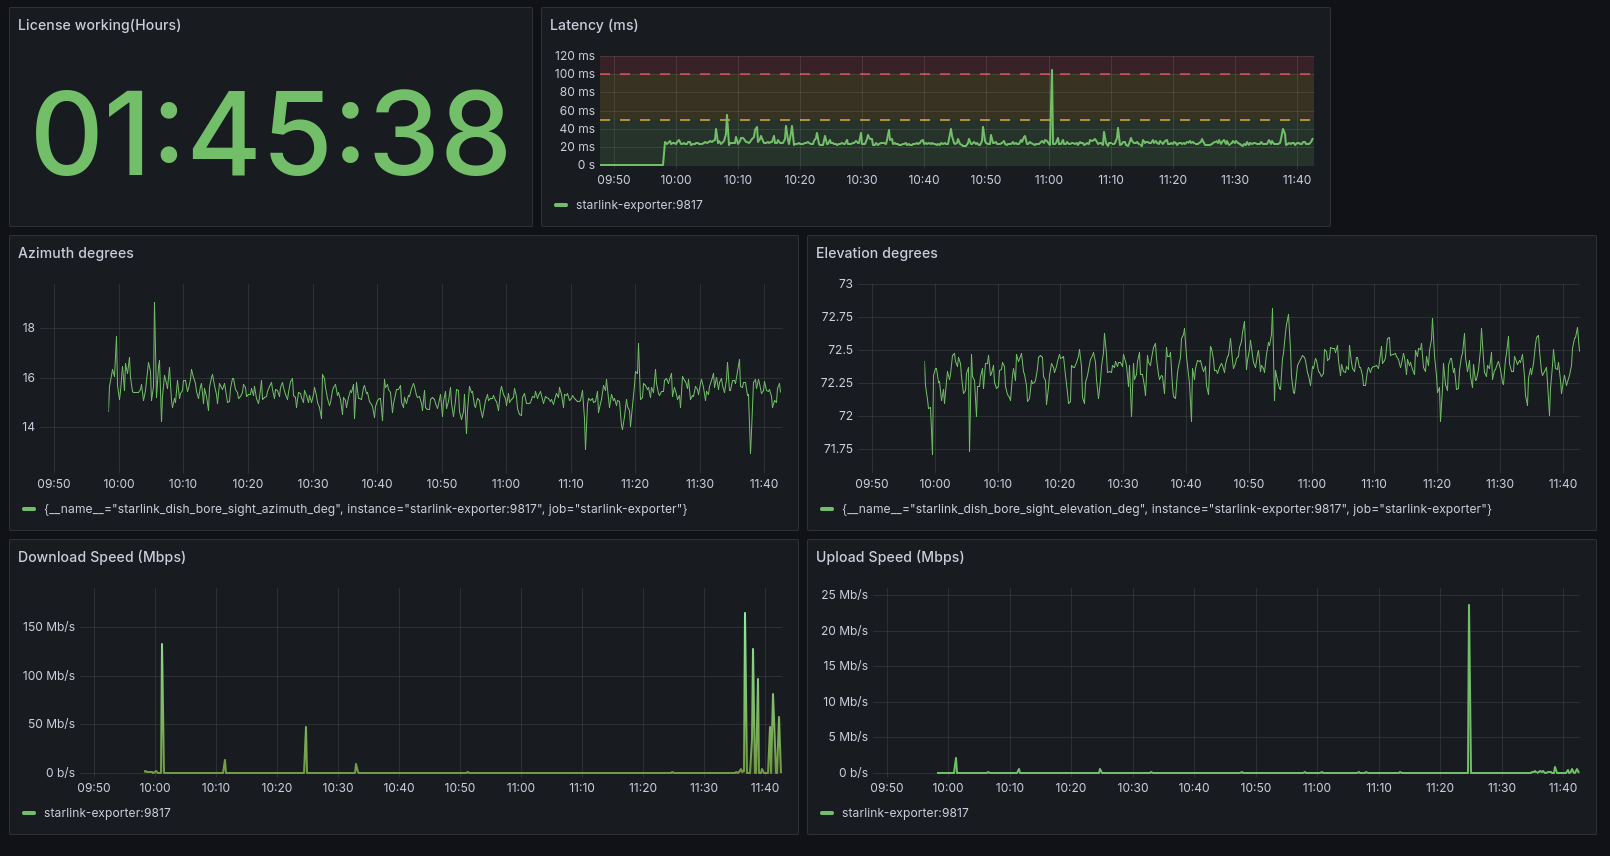 License working(Hours)
01:45:38
Latency (ms)
120 ms
100 ms
80 ms
60 ms
40 ms
20 ms
0 s
09:50 10:00 10:10 10:20 10:30 10:40 10:50 11:00 11:10 11:20 11:30 11:40
starlink-exporter:9817
Azimuth degrees
18
16
14
09:50 10:00 10:10 10:20 10:30 10:40 10:50 11:00 11:10 11:20 11:30 11:40
{__name__="starlink_dish_bore_sight_azimuth_deg", instance="starlink-exporter:9817", job="starlink-exporter"}
Elevation degrees
73
72.75
72.5
72.25
72
71.75
09:50 10:00 10:10 10:20 10:30 10:40 10:50 11:00 11:10 11:20 11:30 11:40
{__name__="starlink_dish_bore_sight_elevation_deg", instance="starlink-exporter:9817", job="starlink-exporter"}
Download Speed (Mbps)
150 Mb/s
100 Mb/s
50 Mb/s
0 b/s
09:50 10:00 10:10 10:20 10:30 10:40 10:50 11:00 11:10 11:20 11:30 11:40
starlink-exporter:9817
Upload Speed (Mbps)
25 Mb/s
20 Mb/s
15 Mb/s
10 Mb/s
5 Mb/s
0 b/s
09:50 10:00 10:10 10:20 10:30 10:40 10:50 11:00 11:10 11:20 11:30 11:40
starlink-exporter:9817